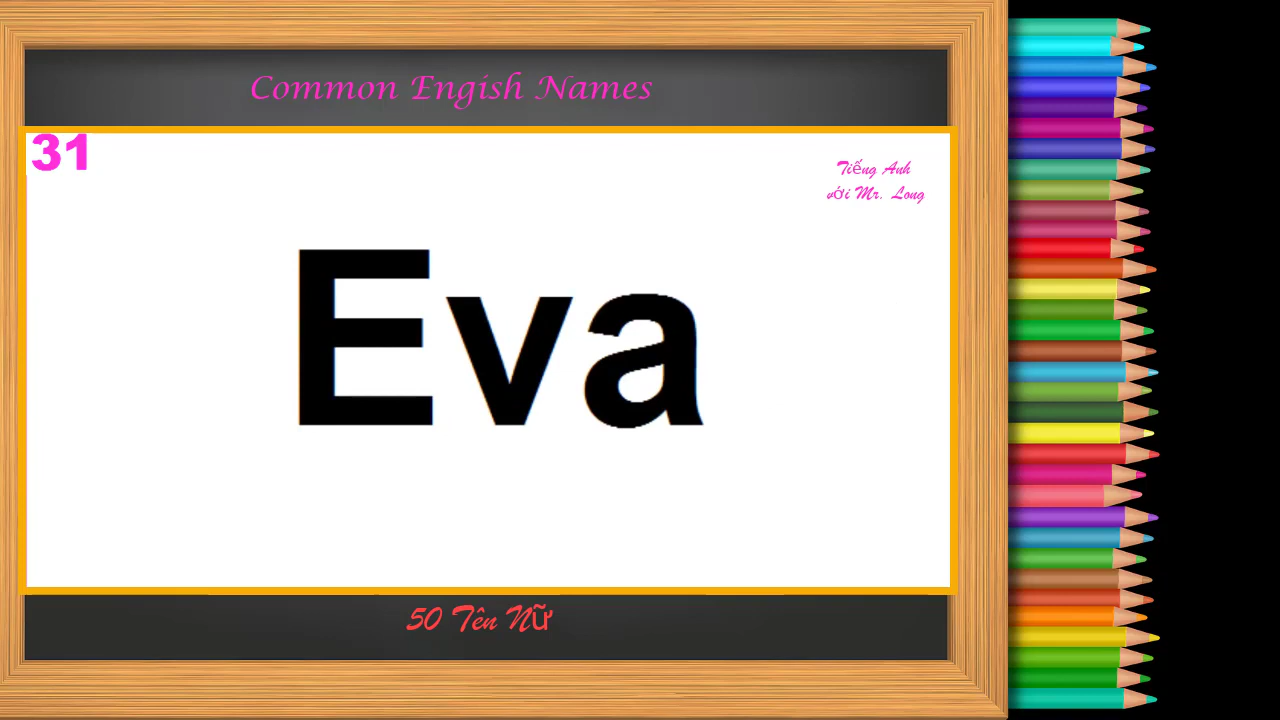 Common Engish Names
31
Tiếng Anh
với Mr. Long
Eva
50 Tên Nữ